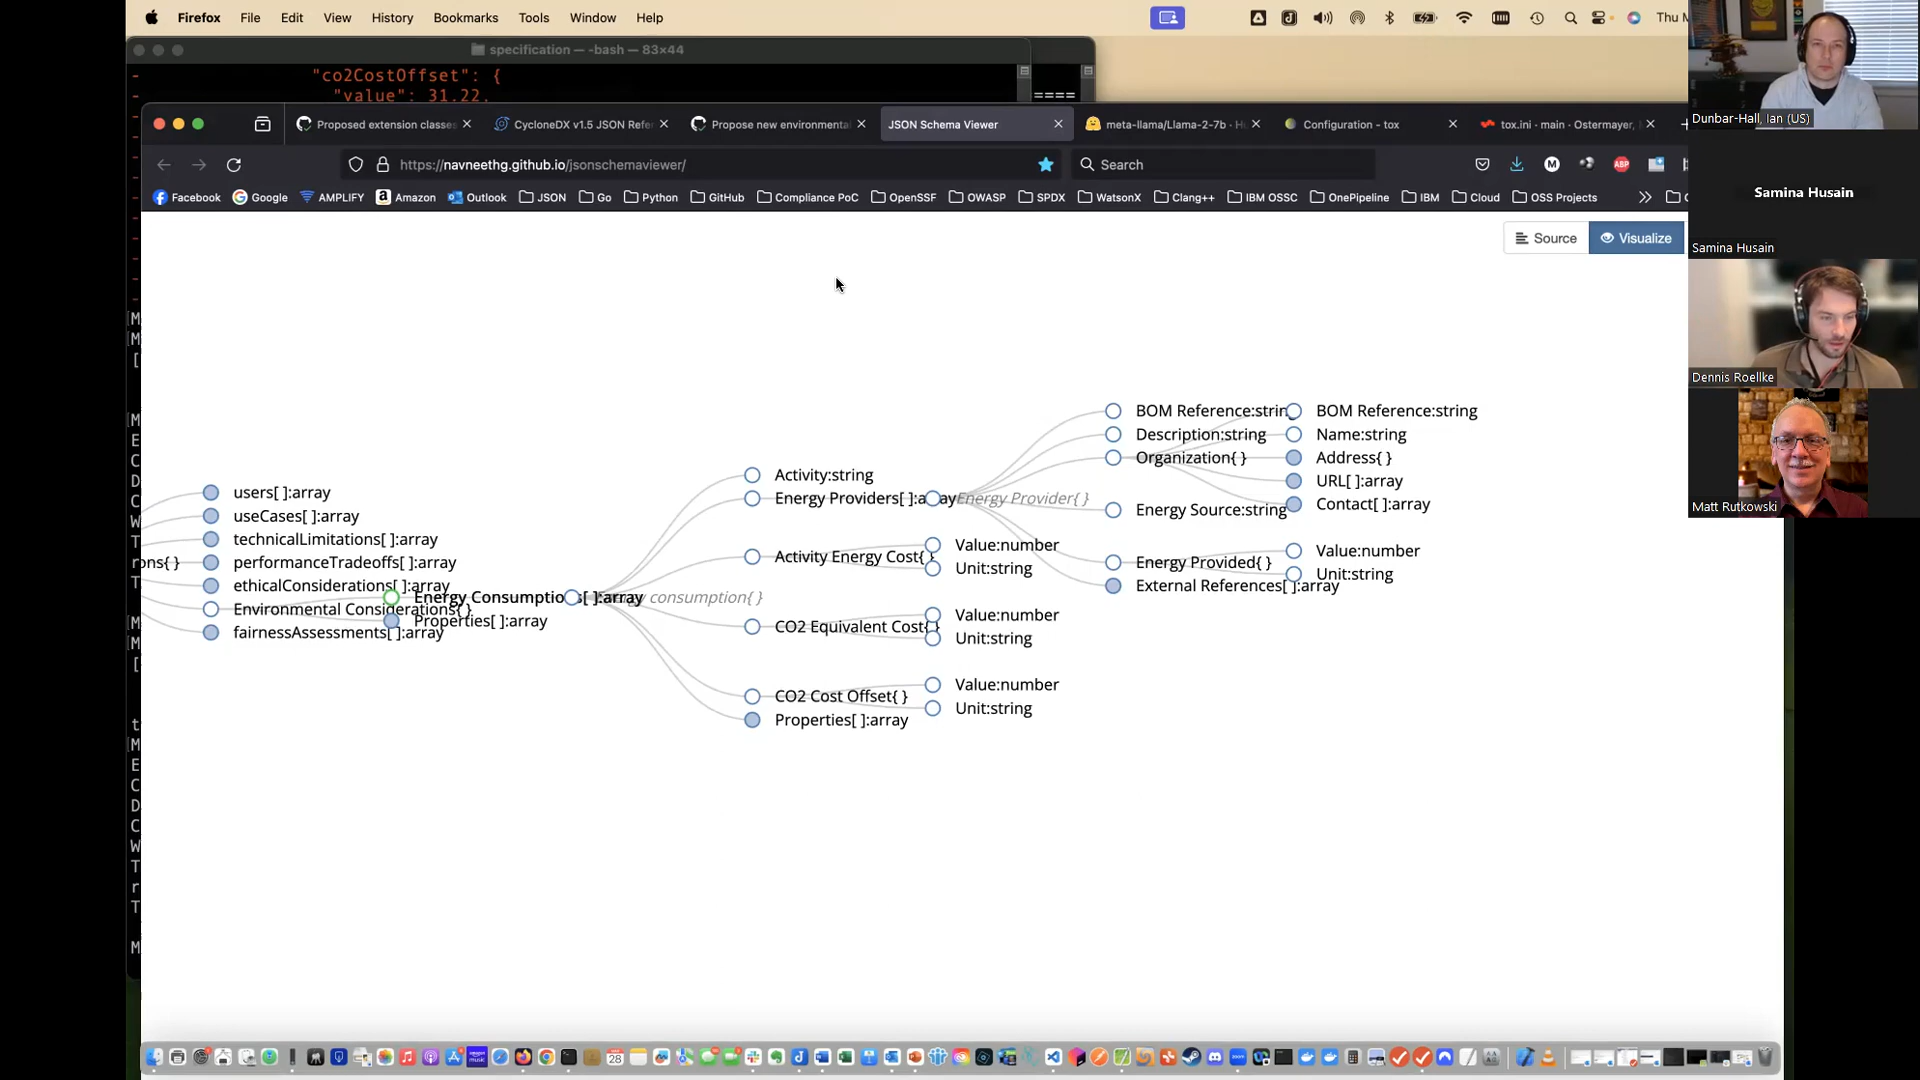 Firefox File Edit View History Bookmarks Tools Window Help
specification — -bash — 83×44
"co2CostOffset": {
"value": 31.22,
====
Proposed extension classes
CycloneDX v1.5 JSON Refe
Propose new environmental
JSON Schema Viewer
meta-llama/Llama-2-7b · H
Configuration - tox
tox.ini · main · Ostermayer,
https://navneethg.github.io/jsonschemaviewer/
Search
Facebook Google AMPLIFY Amazon Outlook JSON Go Python GitHub Compliance PoC OpenSSF OWASP SPDX WatsonX Clang++ IBM OSSC OnePipeline IBM Cloud OSS Projects
Source Visualize
users[ ]:array
useCases[ ]:array
technicalLimitations[ ]:array
performanceTradeoffs[ ]:array
ethicalConsiderations[ ]:array
Environmental Considerations{ }
fairnessAssessments[ ]:array
Energy Consumptions[ ]:array
consumption{ }
Properties[ ]:array
Activity:string
Energy Providers[ ]:array
Energy Provider{ }
Activity Energy Cost{ }
Value:number
Unit:string
CO2 Equivalent Cost{ }
Value:number
Unit:string
CO2 Cost Offset{ }
Value:number
Unit:string
Properties[ ]:array
BOM Reference:string
Description:string
Organization{ }
Energy Source:string
Energy Provided{ }
External References[ ]:array
BOM Reference:string
Name:string
Address{ }
URL[ ]:array
Contact[ ]:array
Value:number
Unit:string
Dunbar-Hall, Ian (US)
Samina Husain
Samina Husain
Dennis Roellke
Matt Rutkowski